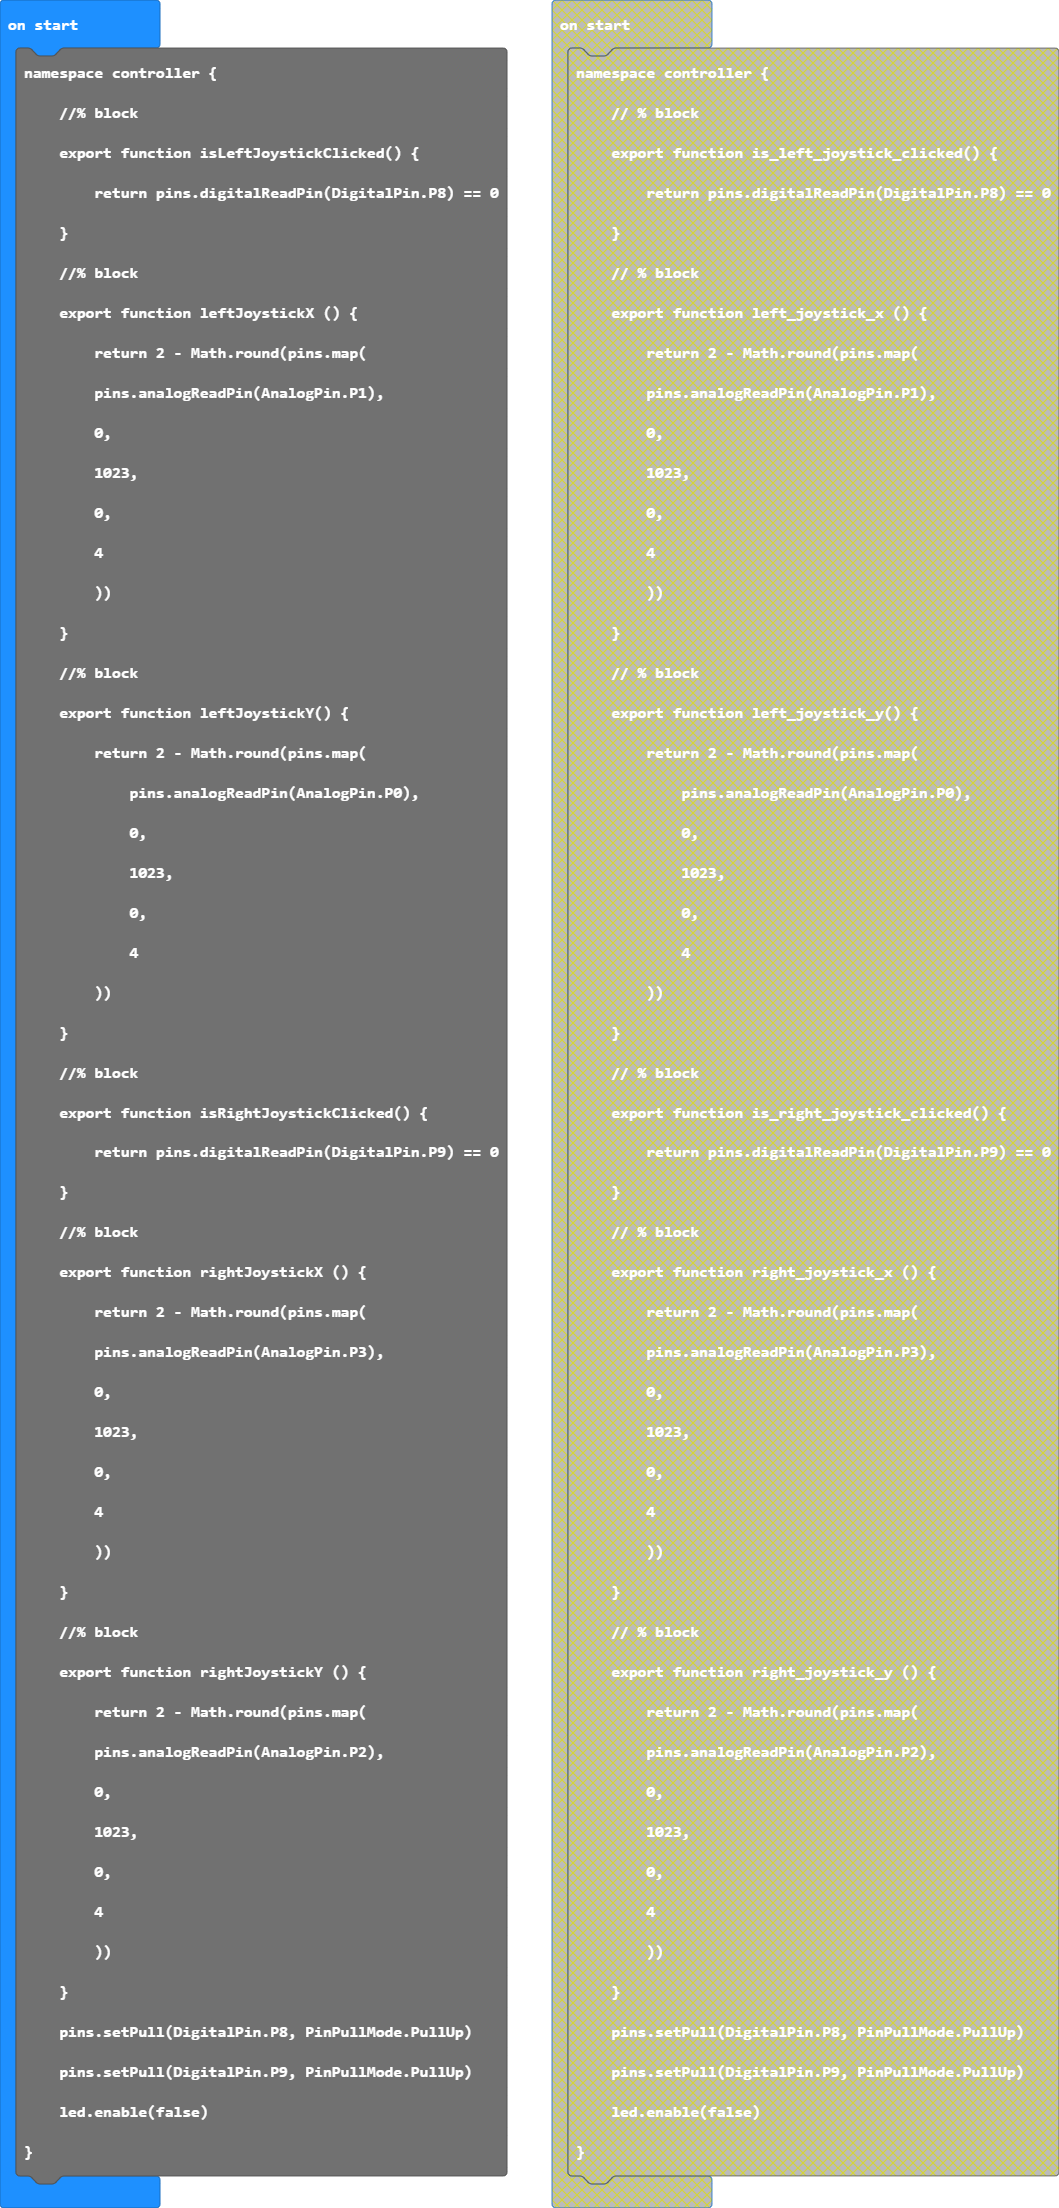 on start
namespace controller {
//% block
export function isLeftJoystickClicked() {
return pins.digitalReadPin(DigitalPin.P8) == 0
}
//% block
export function leftJoystickX () {
return 2 - Math.round(pins.map(
pins.analogReadPin(AnalogPin.P1),
0,
1023,
0,
4
))
}
//% block
export function leftJoystickY() {
return 2 - Math.round(pins.map(
pins.analogReadPin(AnalogPin.P0),
0,
1023,
0,
4
))
}
//% block
export function isRightJoystickClicked() {
return pins.digitalReadPin(DigitalPin.P9) == 0
}
//% block
export function rightJoystickX () {
return 2 - Math.round(pins.map(
pins.analogReadPin(AnalogPin.P3),
0,
1023,
0,
4
))
}
//% block
export function rightJoystickY () {
return 2 - Math.round(pins.map(
pins.analogReadPin(AnalogPin.P2),
0,
1023,
0,
4
))
}
pins.setPull(DigitalPin.P8, PinPullMode.PullUp)
pins.setPull(DigitalPin.P9, PinPullMode.PullUp)
led.enable(false)
}
on start
namespace controller {
// % block
export function is_left_joystick_clicked() {
return pins.digitalReadPin(DigitalPin.P8) == 0
}
// % block
export function left_joystick_x () {
return 2 - Math.round(pins.map(
pins.analogReadPin(AnalogPin.P1),
0,
1023,
0,
4
))
}
// % block
export function left_joystick_y() {
return 2 - Math.round(pins.map(
pins.analogReadPin(AnalogPin.P0),
0,
1023,
0,
4
))
}
// % block
export function is_right_joystick_clicked() {
return pins.digitalReadPin(DigitalPin.P9) == 0
}
// % block
export function right_joystick_x () {
return 2 - Math.round(pins.map(
pins.analogReadPin(AnalogPin.P3),
0,
1023,
0,
4
))
}
// % block
export function right_joystick_y () {
return 2 - Math.round(pins.map(
pins.analogReadPin(AnalogPin.P2),
0,
1023,
0,
4
))
}
pins.setPull(DigitalPin.P8, PinPullMode.PullUp)
pins.setPull(DigitalPin.P9, PinPullMode.PullUp)
led.enable(false)
}